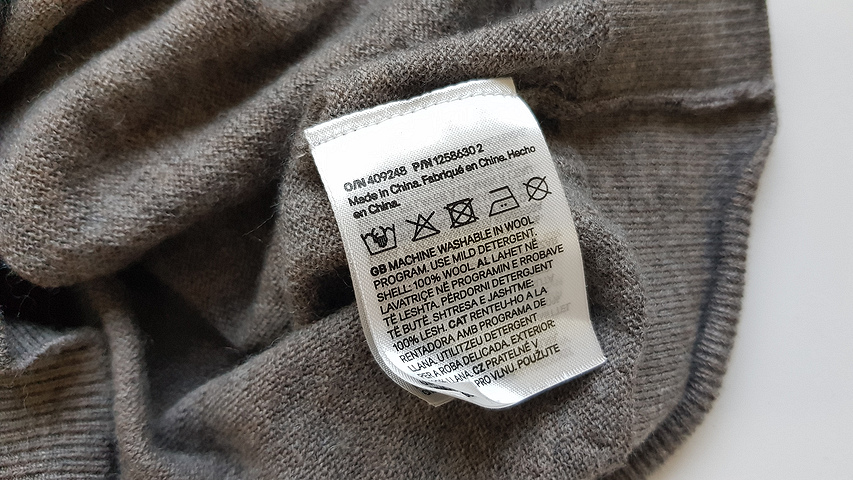 O/N 409248 P/N 1258630 2
Made in China. Fabriqué en China. Hecho
en China.
GB MACHINE WASHABLE IN WOOL
PROGRAM. USE MILD DETERGENT.
SHELL: 100% WOOL. AL LAHET NË
LAVATRIÇE NË PROGRAMIN E RROBAVE
TË LESHTA. PËRDORNI DETERGJENT
TË BUTË. SHTRESA E JASHTME:
100% LESH. CAT RENTEU-HO A LA
RENTADORA AMB PROGRAMA DE
LLANA. UTILITZEU DETERGENT
PER A ROBA DELICADA. EXTERIOR:
LLANA. CZ PRATELNÉ V
PRO VLNU. POUŽIJTE